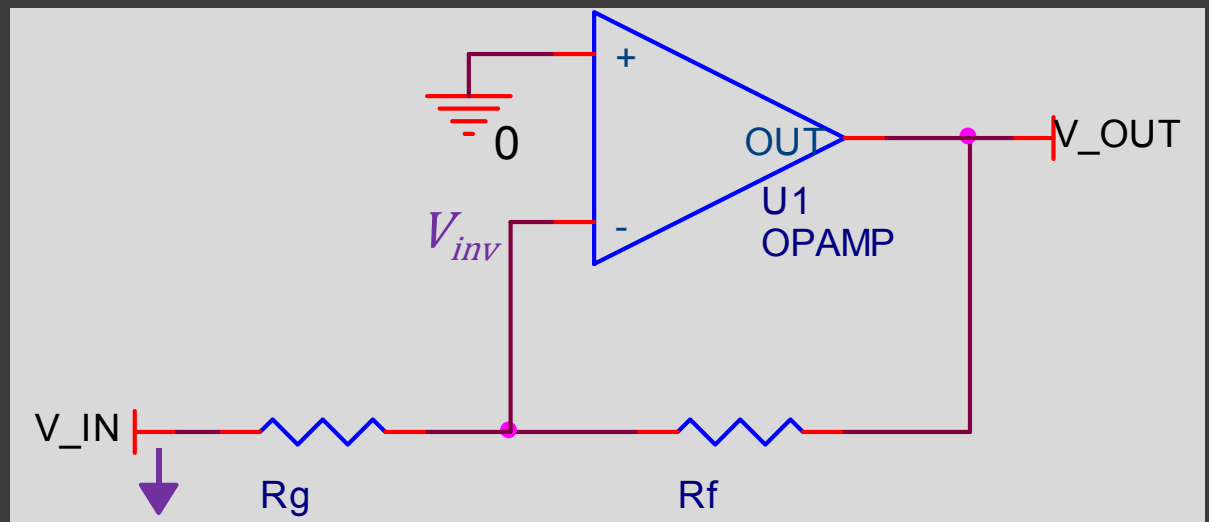 +
0
OUT
V_OUT
U1
V_inv
-
OPAMP
V_IN
Rg
Rf